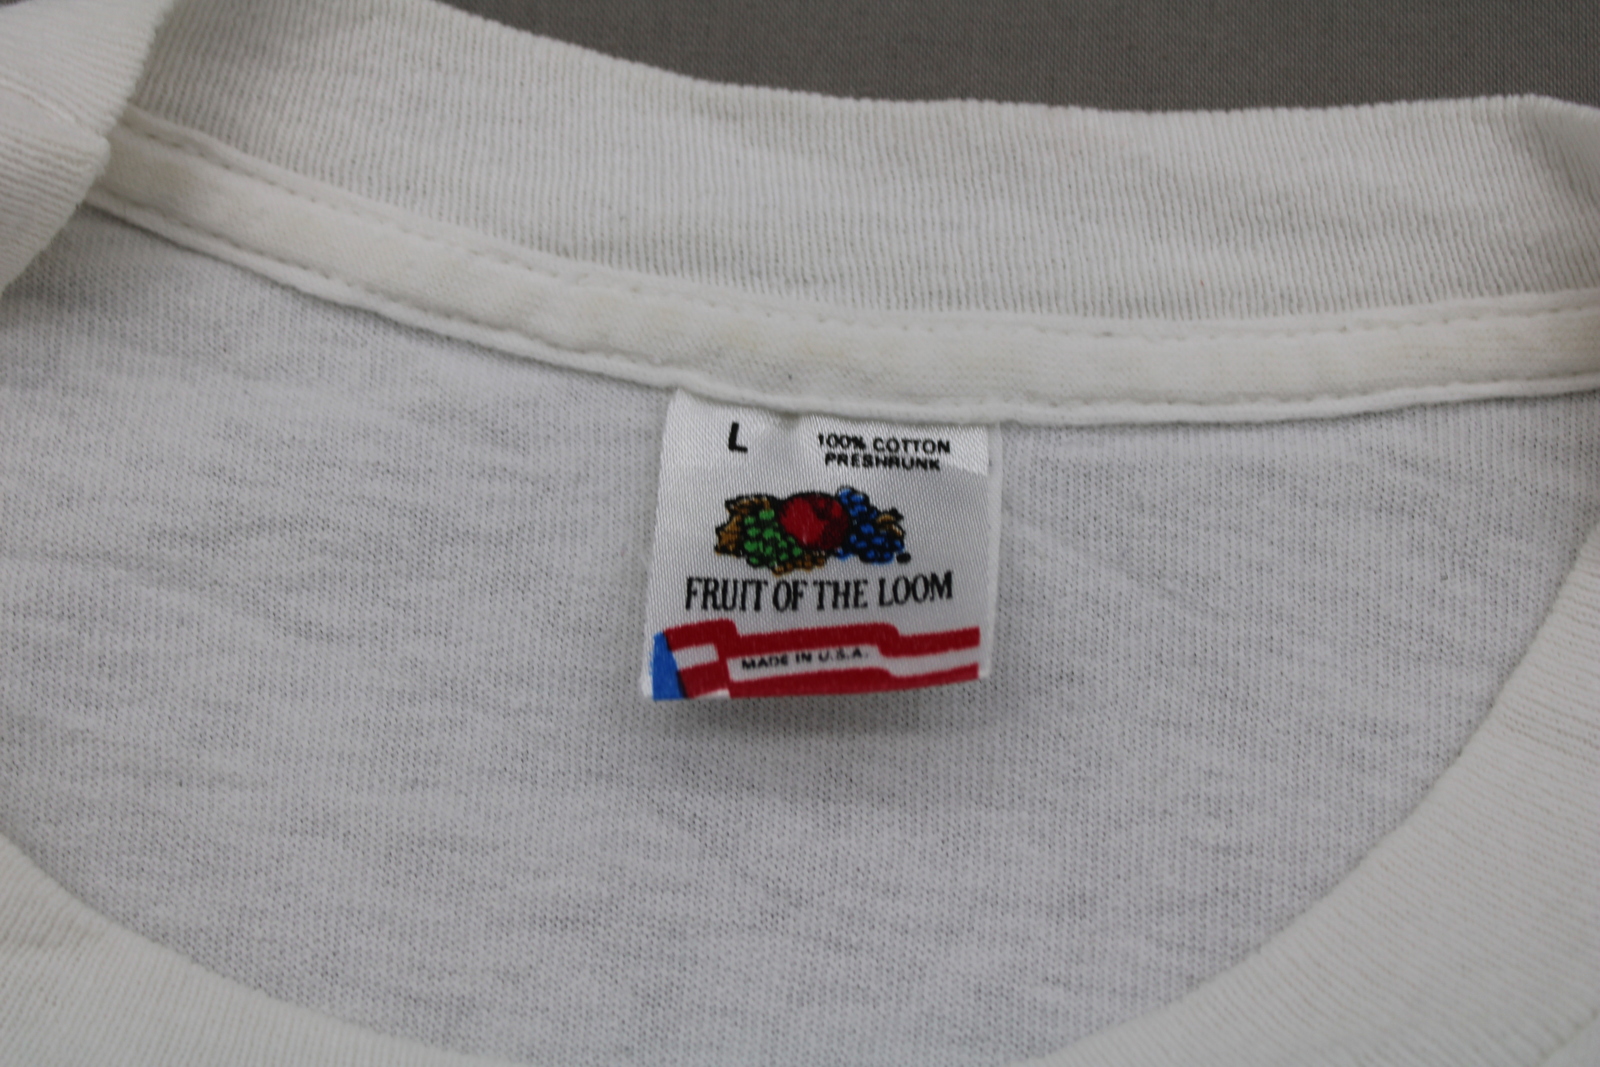 L
100% COTTON
PRESHRUNK
FRUIT OF THE LOOM
MADE IN U.S.A.